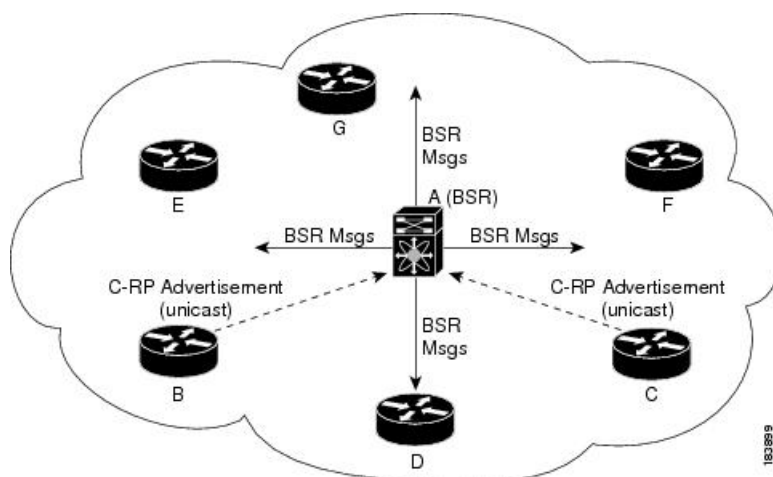 G
BSR
Msgs
E
A (BSR)
F
BSR Msgs
BSR Msgs
C-RP Advertisement
(unicast)
C-RP Advertisement
(unicast)
BSR
Msgs
B
C
D
183899